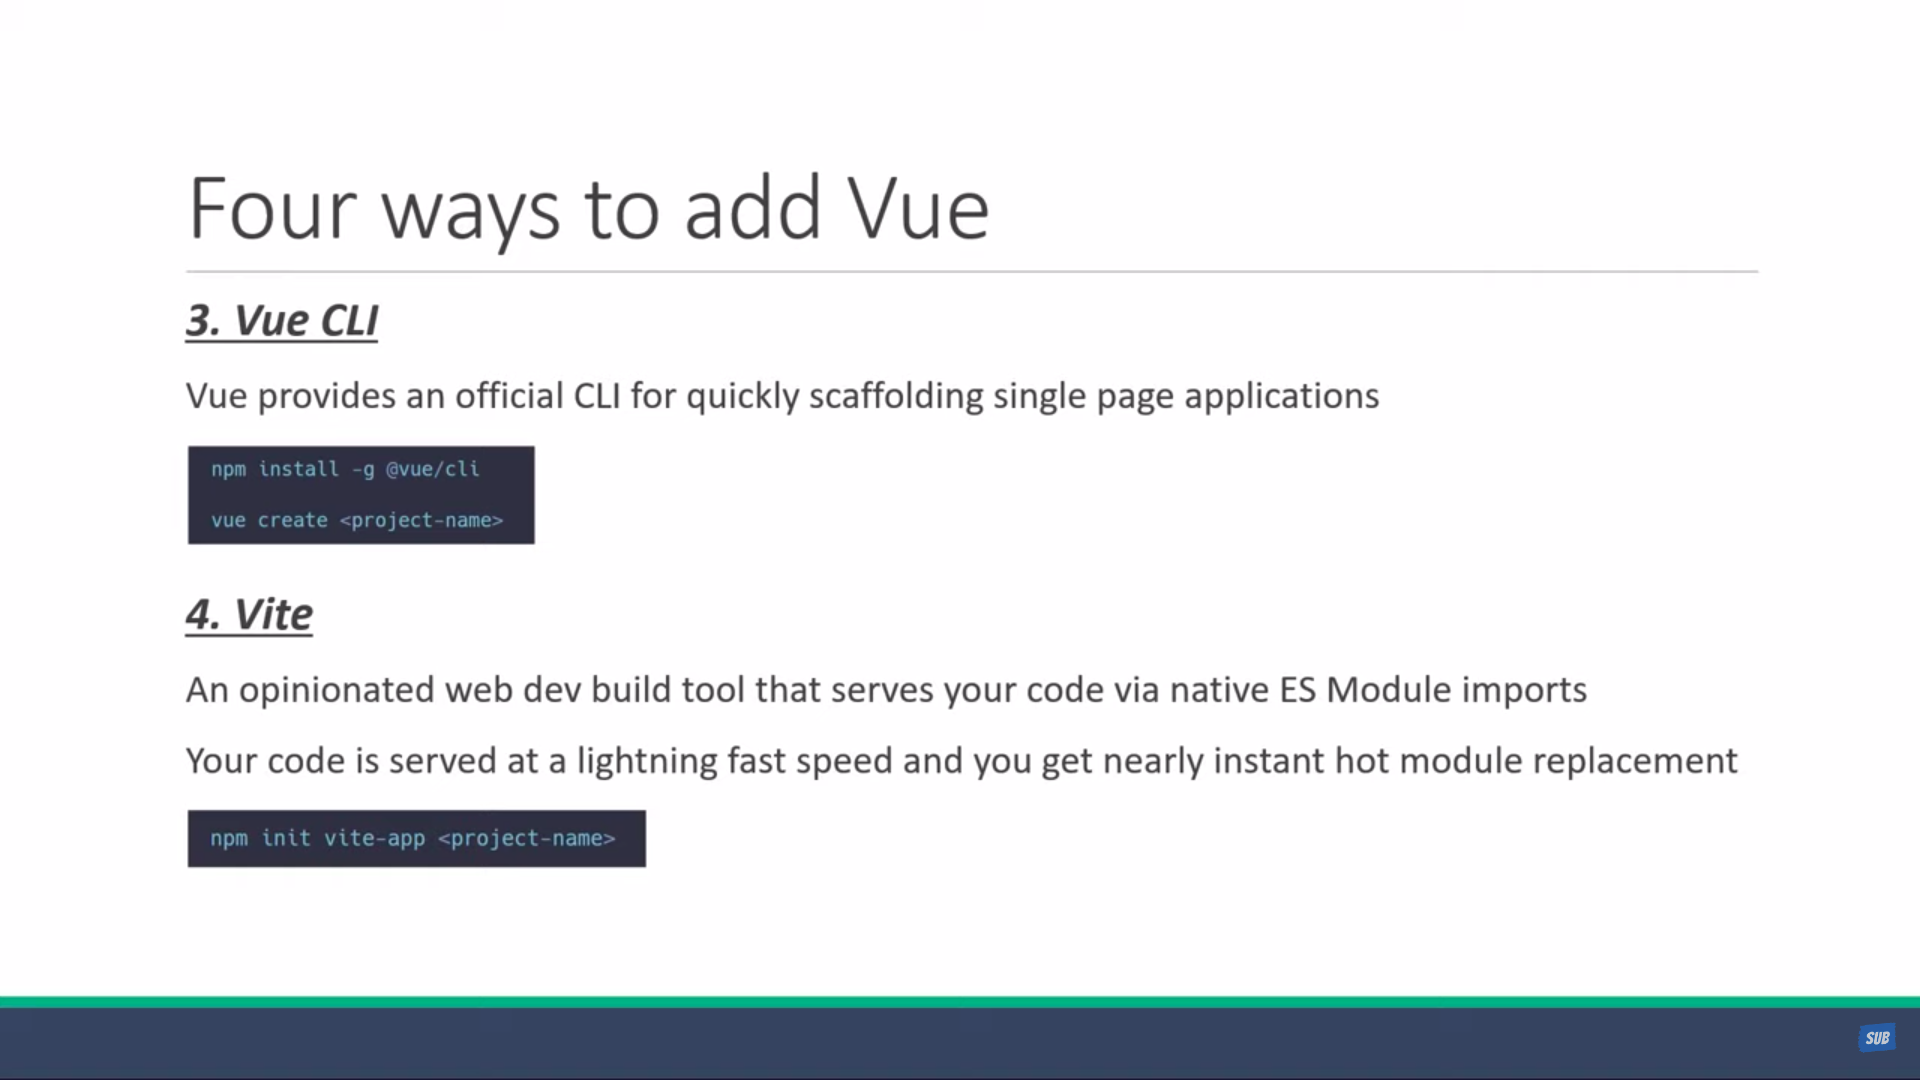 Four ways to add Vue
3. Vue CLI
Vue provides an official CLI for quickly scaffolding single page applications
npm install -g @vue/cli
vue create <project-name>
4. Vite
An opinionated web dev build tool that serves your code via native ES Module imports
Your code is served at a lightning fast speed and you get nearly instant hot module replacement
npm init vite-app <project-name>
SUB